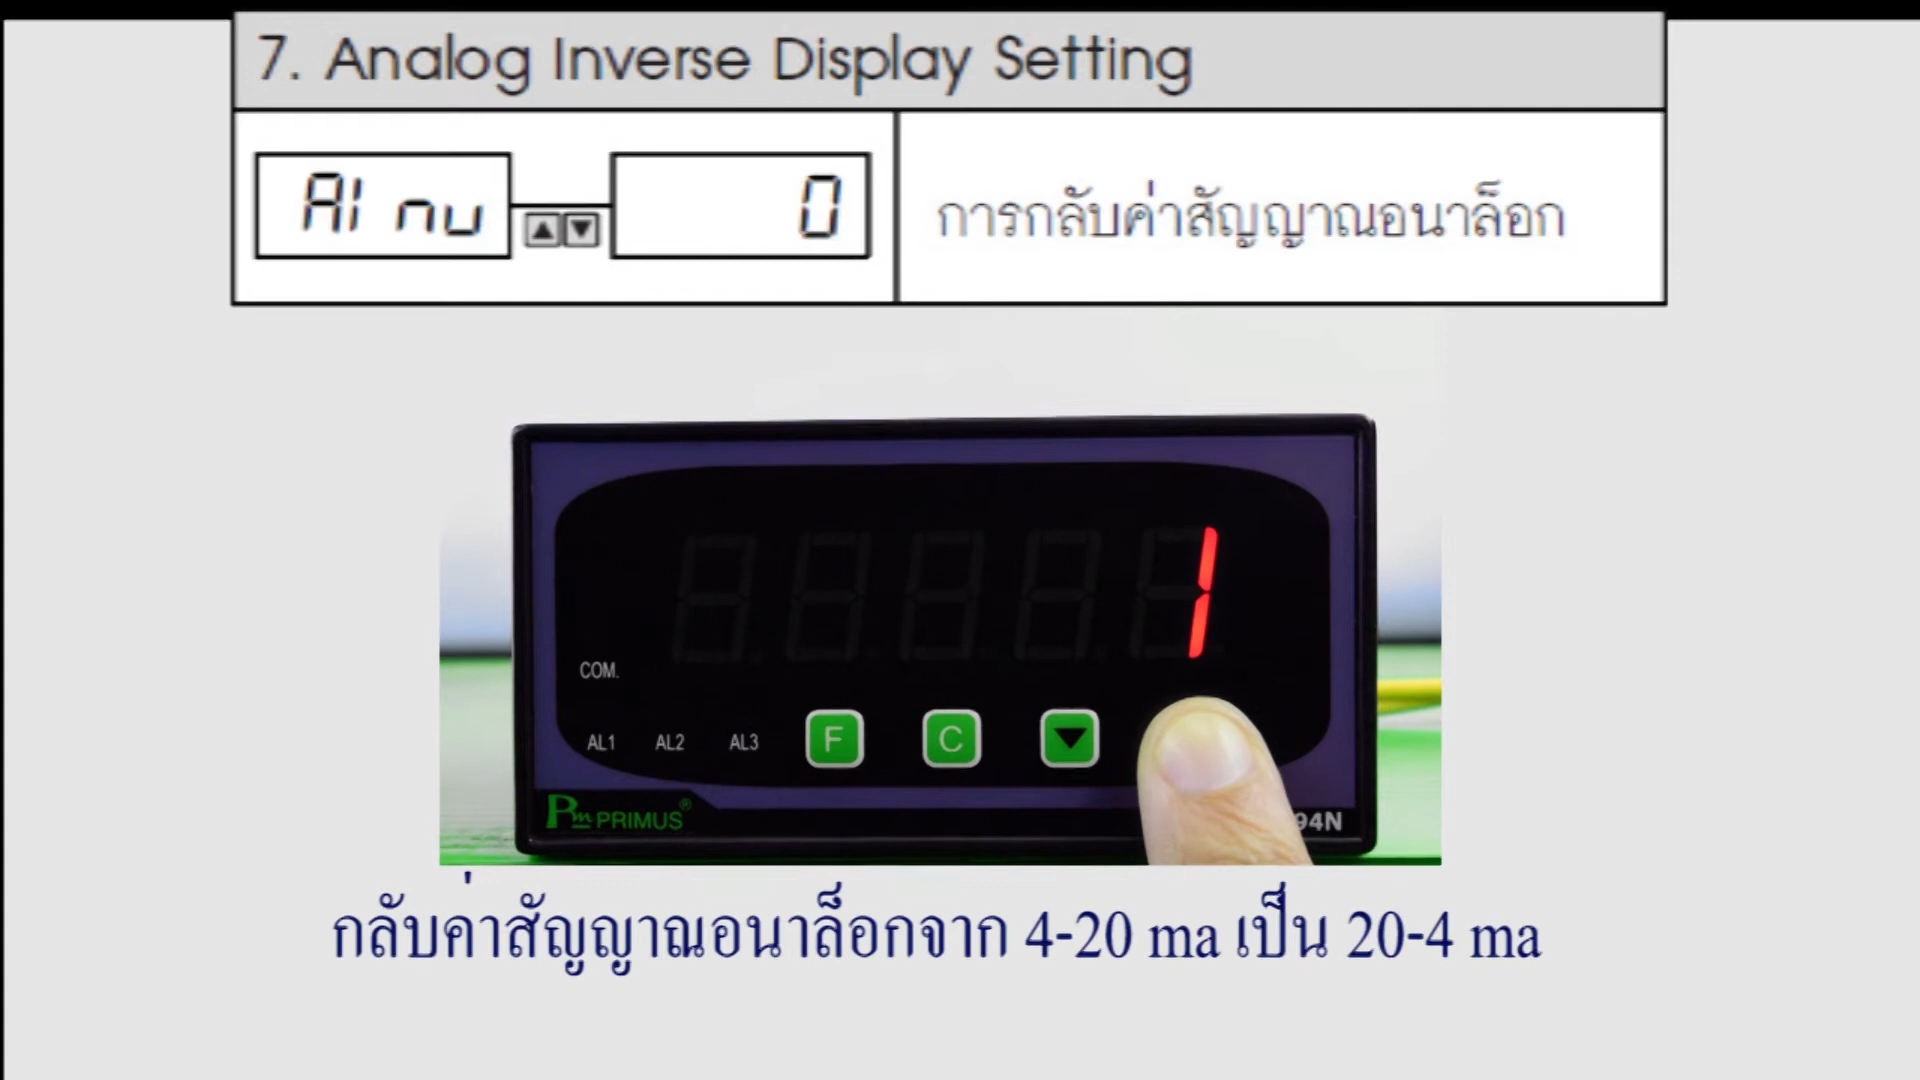 7. Analog Inverse Display Setting
AI nu
0
การกลับค่าสัญญาณอนาล็อก
1
COM.
AL1 AL2 AL3 F C
Pm PRIMUS®
94N
กลับค่าสัญญาณอนาล็อกจาก 4-20 ma เป็น 20-4 ma